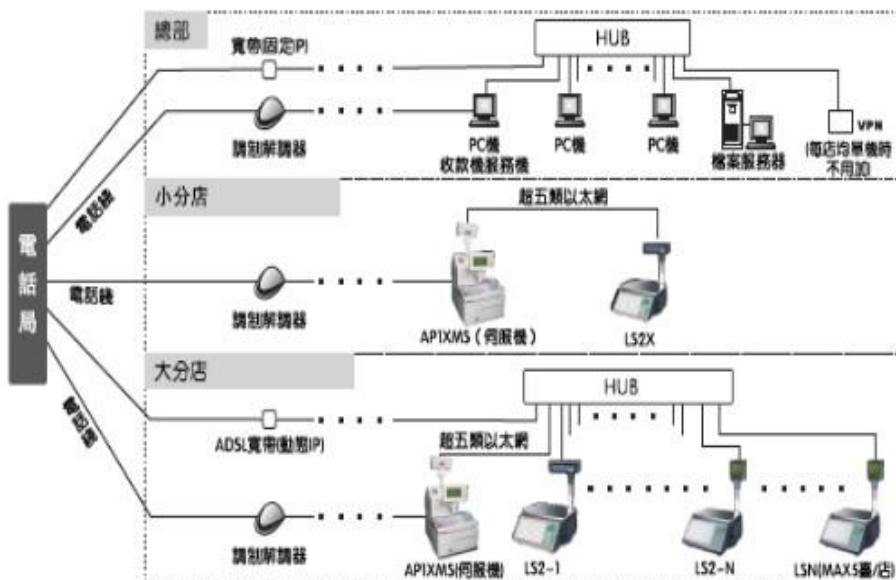 總部
寬帶固定PI
HUB
調制解調器
PC機
收款機服務機
PC機
PC機
檔案服務器
VPN
(每店均單機時
不用加)
電話線
小分店
超五類以太網
電話局
電話綫
調制解調器
AP1XMS（伺服機）
LS2X
大分店
HUB
電話綫
ADSL寬帶(動態IP)
超五類以太網
調制解調器
AP1XMS(伺服機)
LS2-1
LS2-N
LSN(MAX5臺/店